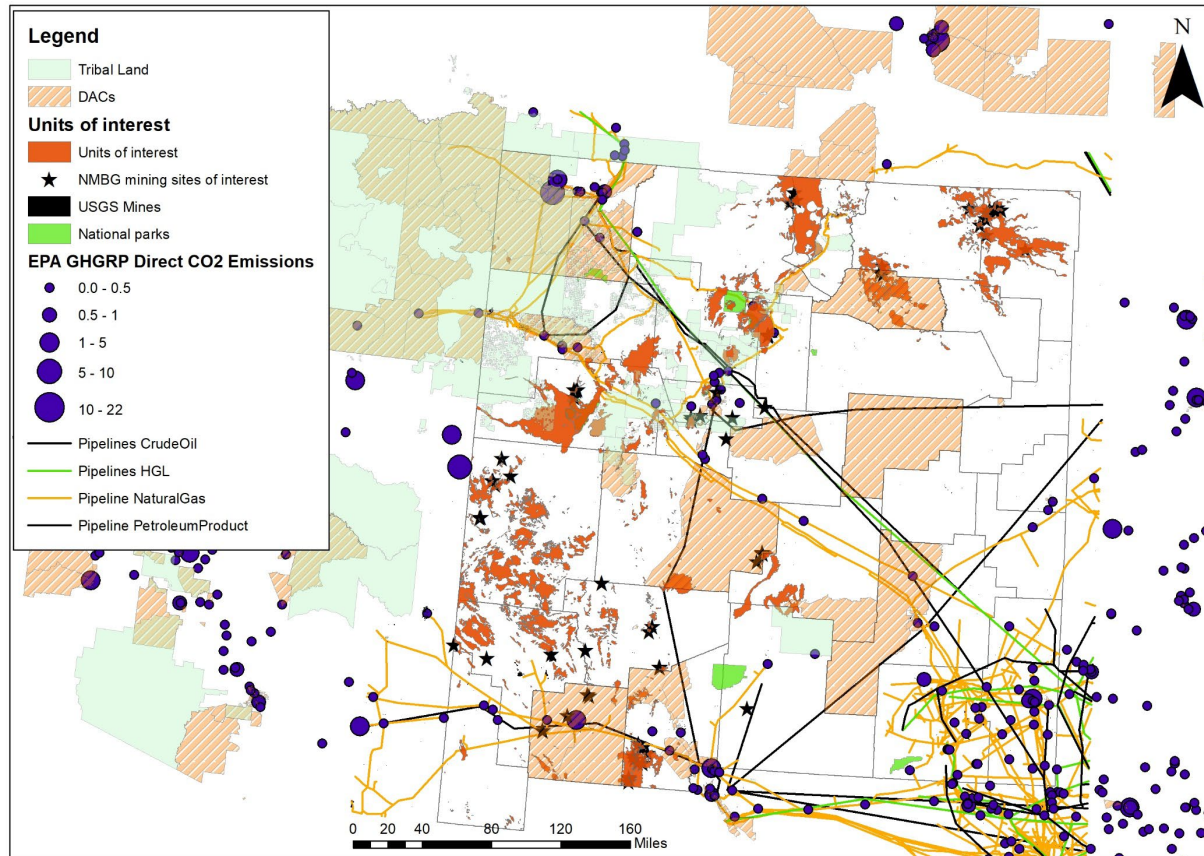 Legend
Tribal Land
DACs
Units of interest
Units of interest
NMBG mining sites of interest
USGS Mines
National parks
EPA GHGRP Direct CO2 Emissions
0.0 - 0.5
0.5 - 1
1 - 5
5 - 10
10 - 22
Pipelines CrudeOil
Pipelines HGL
Pipeline NaturalGas
Pipeline PetroleumProduct
N
0 20 40 80 120 160
Miles